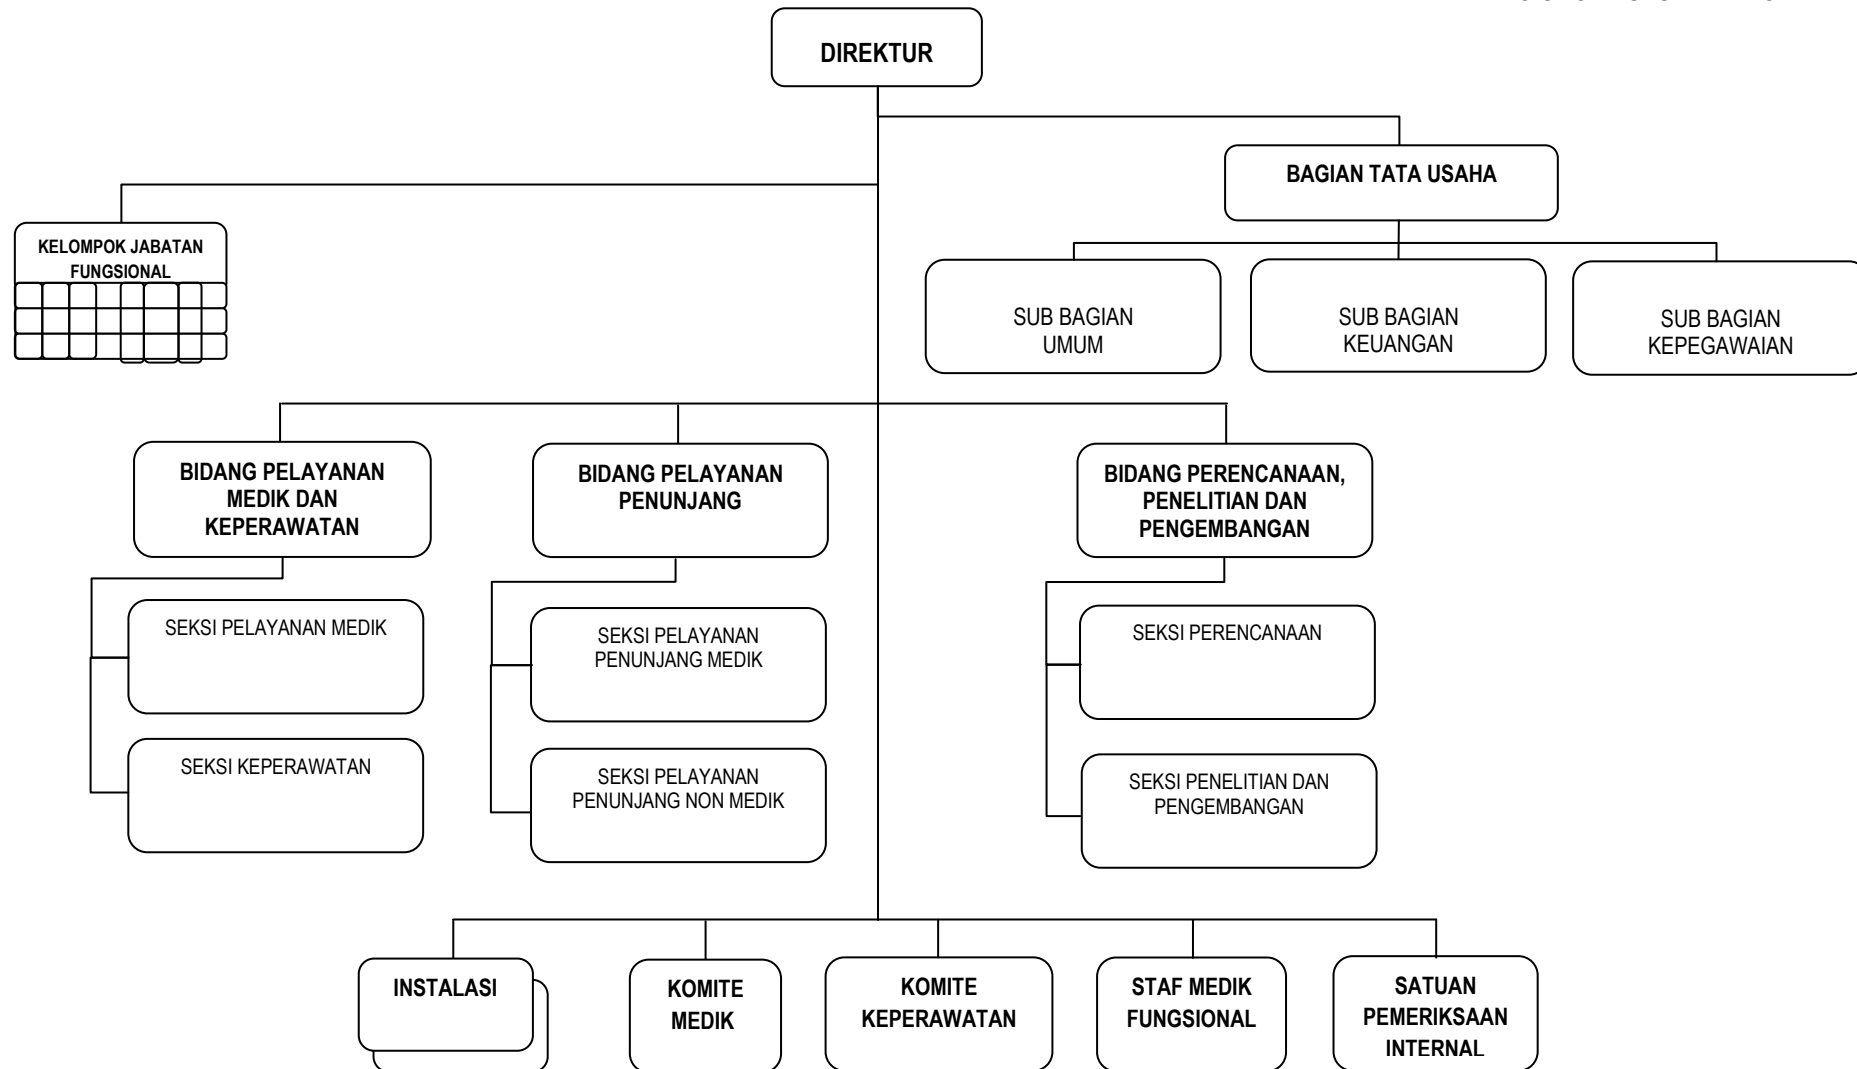 DIREKTUR
BAGIAN TATA USAHA
KELOMPOK JABATAN
FUNGSIONAL
SUB BAGIAN
UMUM
SUB BAGIAN
KEUANGAN
SUB BAGIAN
KEPEGAWAIAN
BIDANG PELAYANAN
MEDIK DAN
KEPERAWATAN
BIDANG PELAYANAN
PENUNJANG
BIDANG PERENCANAAN,
PENELITIAN DAN
PENGEMBANGAN
SEKSI PELAYANAN MEDIK
SEKSI PELAYANAN
PENUNJANG MEDIK
SEKSI PERENCANAAN
SEKSI KEPERAWATAN
SEKSI PELAYANAN
PENUNJANG NON MEDIK
SEKSI PENELITIAN DAN
PENGEMBANGAN
INSTALASI
KOMITE
MEDIK
KOMITE
KEPERAWATAN
STAF MEDIK
FUNGSIONAL
SATUAN
PEMERIKSAAN
INTERNAL